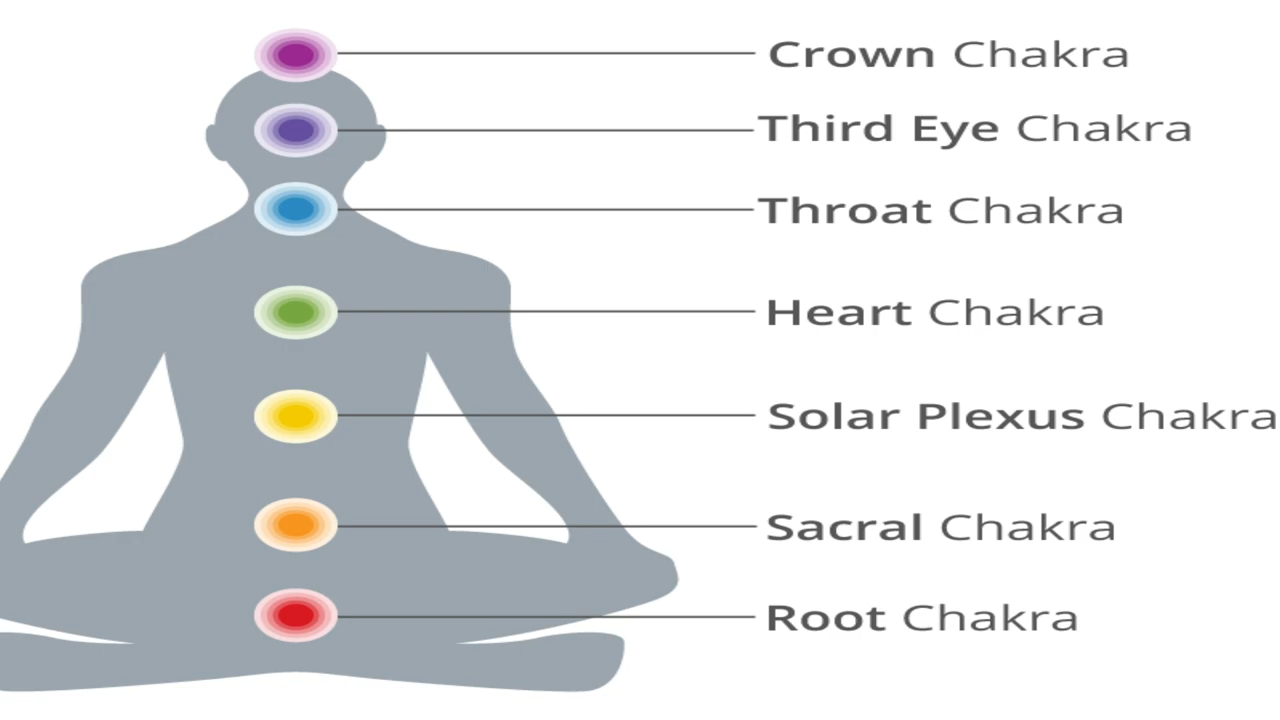 Crown Chakra
Third Eye Chakra
Throat Chakra
Heart Chakra
Solar Plexus Chakra
Sacral Chakra
Root Chakra